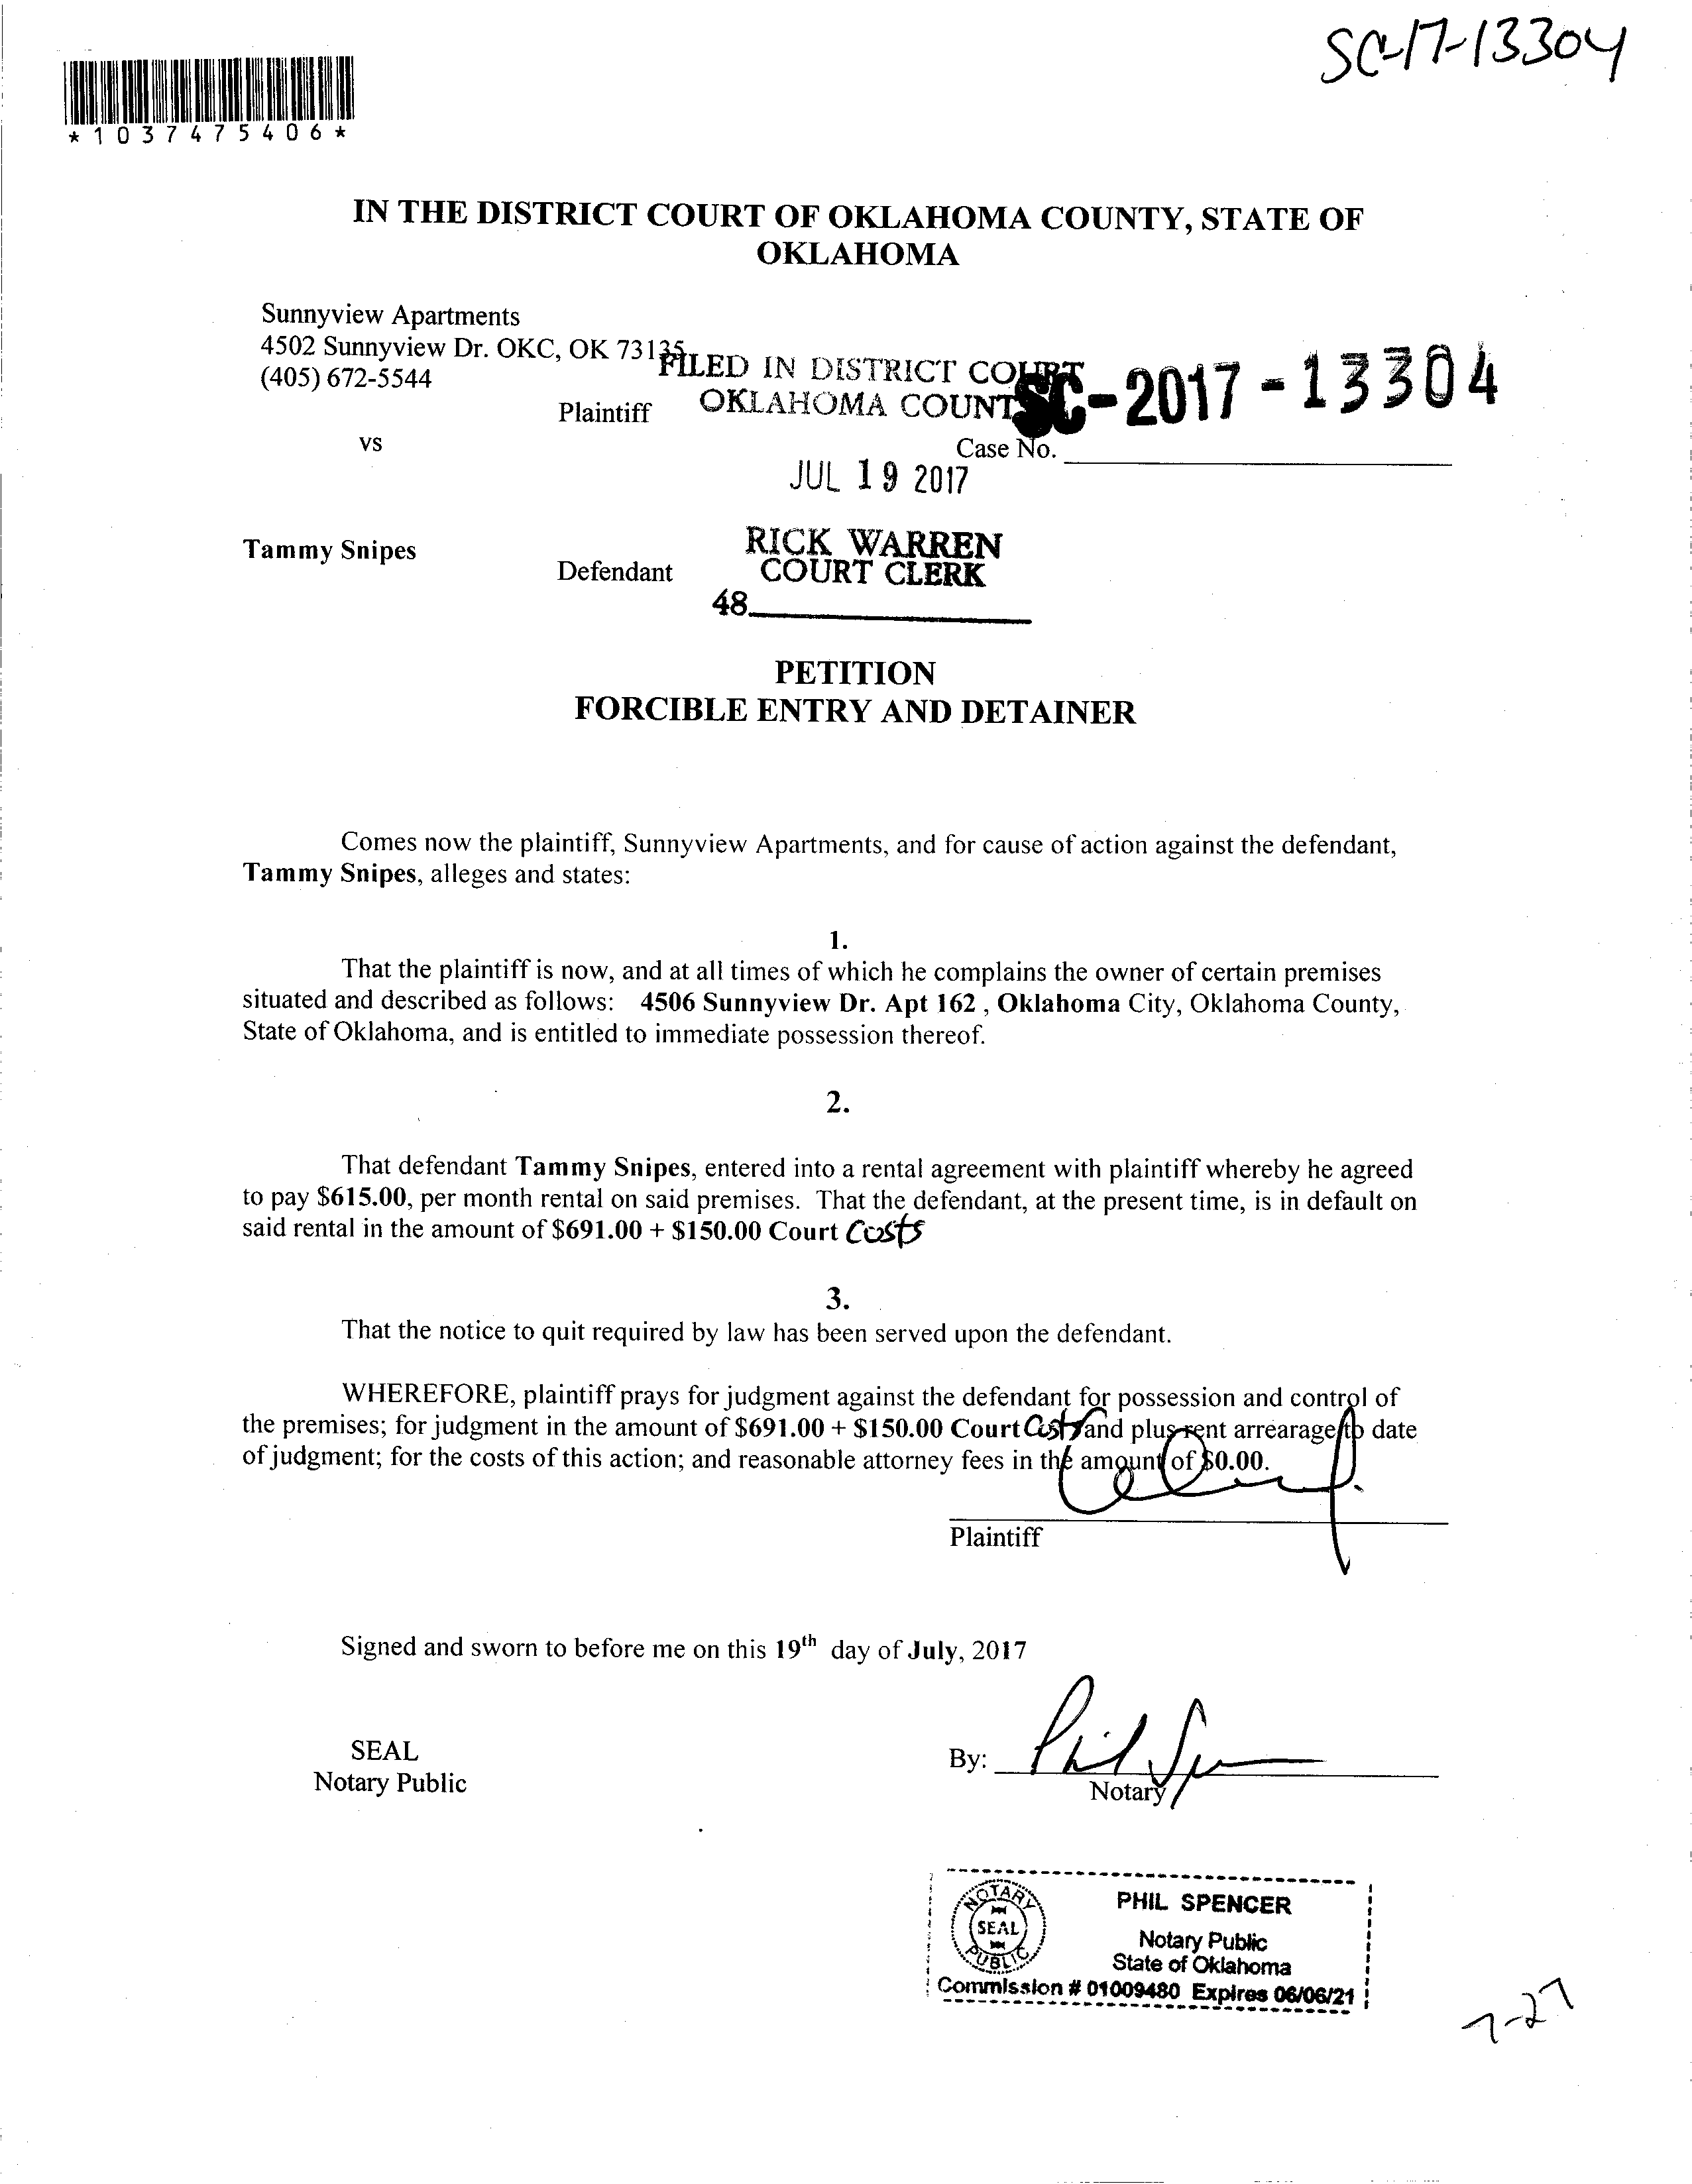 SC-17-13304
*1037475406*
IN THE DISTRICT COURT OF OKLAHOMA COUNTY, STATE OF
OKLAHOMA
Sunnyview Apartments
4502 Sunnyview Dr. OKC, OK 73135
(405) 672-5544
FILED IN DISTRICT COURT
OKLAHOMA COUNTY
SC-2017-13304
Plaintiff
vs
Case No.
JUL 19 2017
Tammy Snipes
Defendant
RICK WARREN
COURT CLERK
48
PETITION
FORCIBLE ENTRY AND DETAINER
Comes now the plaintiff, Sunnyview Apartments, and for cause of action against the defendant,
Tammy Snipes, alleges and states:
1.
That the plaintiff is now, and at all times of which he complains the owner of certain premises
situated and described as follows: 4506 Sunnyview Dr. Apt 162 , Oklahoma City, Oklahoma County,
State of Oklahoma, and is entitled to immediate possession thereof.
2.
That defendant Tammy Snipes, entered into a rental agreement with plaintiff whereby he agreed
to pay $615.00, per month rental on said premises. That the defendant, at the present time, is in default on
said rental in the amount of $691.00 + $150.00 Court Costs
3.
That the notice to quit required by law has been served upon the defendant.
WHEREFORE, plaintiff prays for judgment against the defendant for possession and control of
the premises; for judgment in the amount of $691.00 + $150.00 Court Costs and plus rent arrearage to date
of judgment; for the costs of this action; and reasonable attorney fees in the amount of $0.00.
Plaintiff
Signed and sworn to before me on this 19th day of July, 2017
SEAL
Notary Public
By: Phil Spencer
Notary
NOTARY
SEAL
PUBLIC
PHIL SPENCER
Notary Public
State of Oklahoma
Commission # 01009480 Expires 06/06/21
7-27